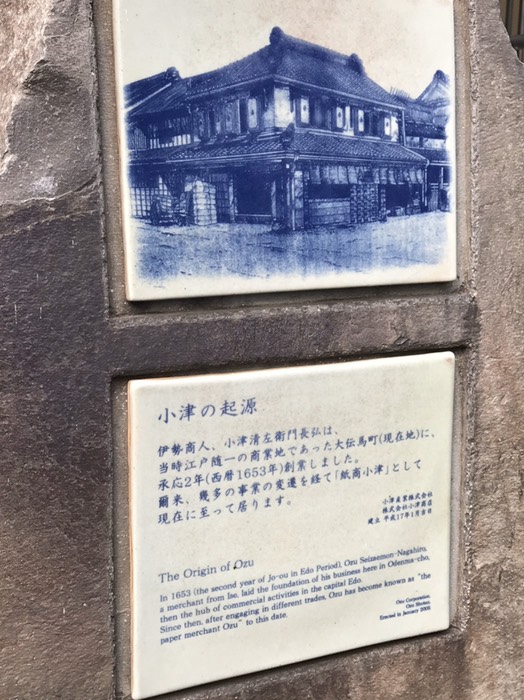 小津の起源
伊勢商人、小津清左衛門長弘は、
当時江戸随一の商業地であった大伝馬町(現在地)に、
承応2年(西暦1653年)創業しました。
爾来、幾多の事業の変遷を経て「紙商小津」として
現在に至って居ります。
小津産業株式会社
株式会社小津商店
建立 平成17年1月吉日
The Origin of Ozu
In 1653 (the second year of Jo-ou in Edo Period), Ozu Seizaemon-Nagahiro,
a merchant from Ise, laid the foundation of his business here in Odenma-cho,
then the hub of commercial activities in the capital Edo.
Since then, after engaging in different trades, Ozu has become known as "the
paper merchant Ozu" to this date.
Ozu Corporation
Ozu Shoten
Erected in January 2005